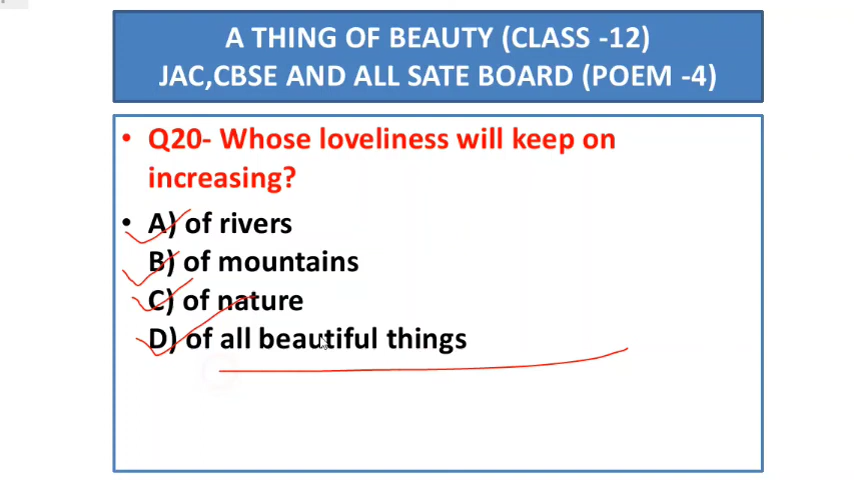 A THING OF BEAUTY (CLASS -12)
JAC,CBSE AND ALL SATE BOARD (POEM -4)
• Q20- Whose loveliness will keep on
increasing?
• A) of rivers
B) of mountains
C) of nature
D) of all beautiful things